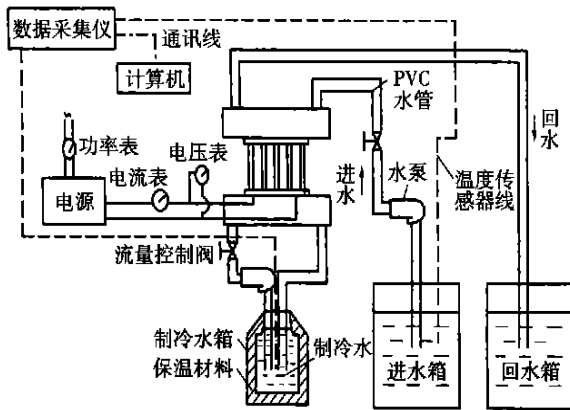 数据采集仪
通讯线
计算机
PVC
水管
回
水
功率表
电压表
电流表
进
水
水泵
温度传
感器线
电源
流量控制阀
制冷水箱
制冷水
保温材料
进水箱
回水箱